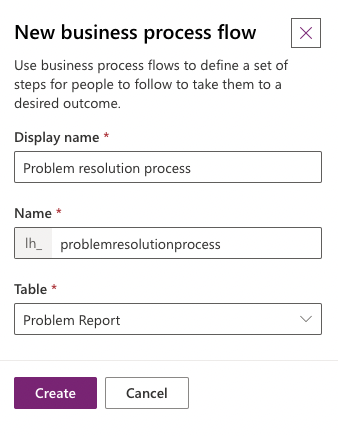 New business process flow
Use business process flows to define a set of
steps for people to follow to take them to a
desired outcome.
Display name *
Problem resolution process
Name *
lh_ problemresolutionprocess
Table *
Problem Report
Create Cancel